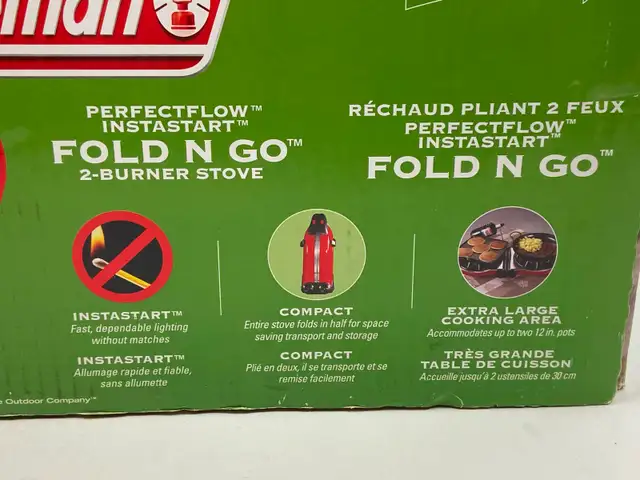 PERFECTFLOW™
INSTASTART™
FOLD N GO™
2-BURNER STOVE
RÉCHAUD PLIANT 2 FEUX
PERFECTFLOW™
INSTASTART™
FOLD N GO™
INSTASTART™
Fast, dependable lighting
without matches
INSTASTART™
Allumage rapide et fiable,
sans allumette
COMPACT
Entire stove folds in half for space
saving transport and storage
COMPACT
Plié en deux, il se transporte et se
remise facilement
EXTRA LARGE
COOKING AREA
Accommodates up to two 12 in. pots
TRÈS GRANDE
TABLE DE CUISSON
Accueille jusqu'à 2 ustensiles de 30 cm
Outdoor Company™